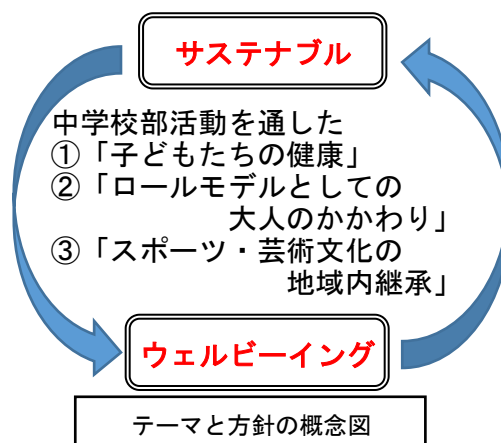 サステナブル
中学校部活動を通した
①「子どもたちの健康」
②「ロールモデルとしての
大人のかかわり」
③「スポーツ・芸術文化の
地域内継承」
ウェルビーイング
テーマと方針の概念図